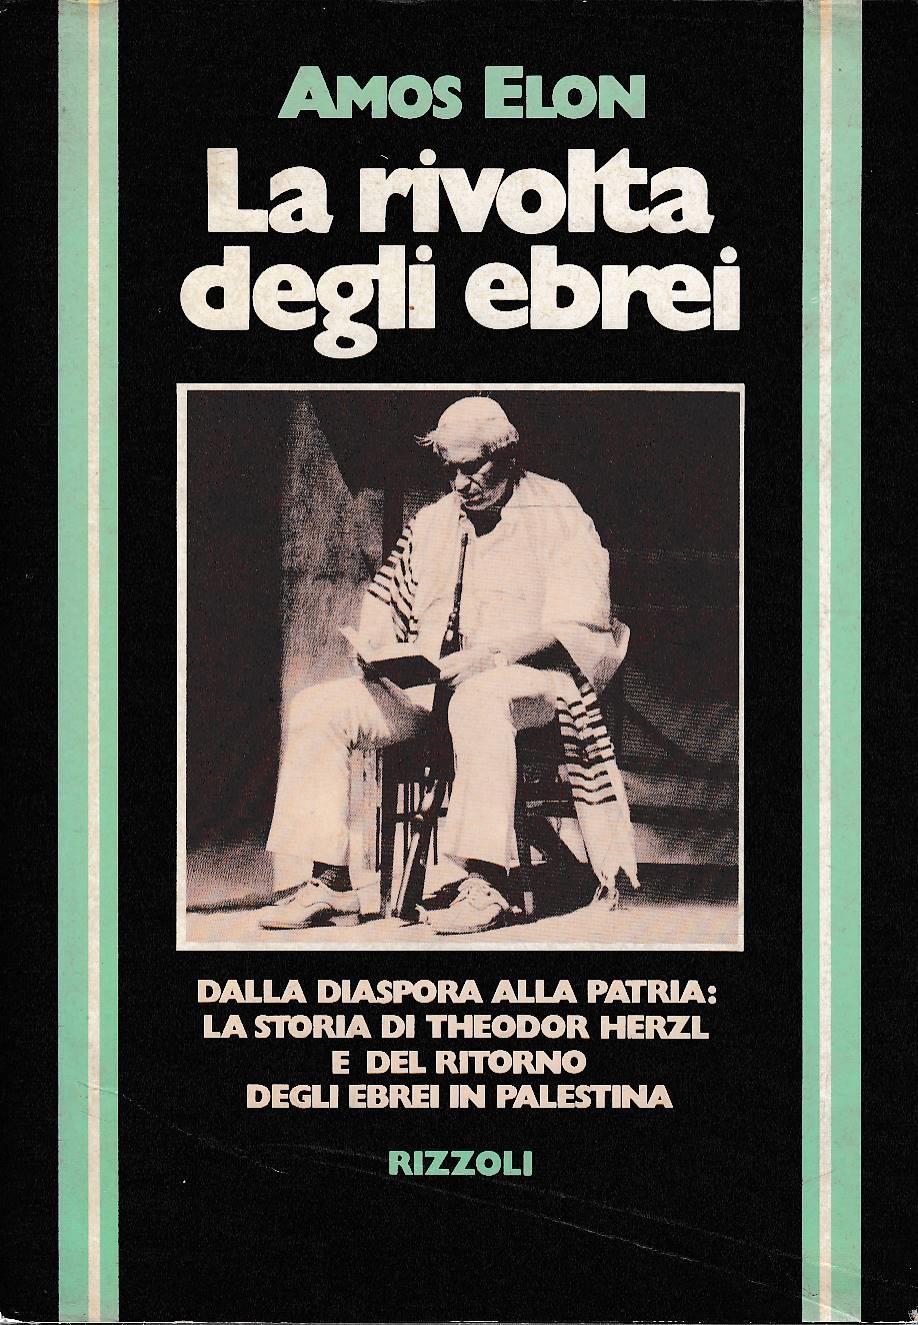 AMOS ELON
La rivolta
degli ebrei
DALLA DIASPORA ALLA PATRIA:
LA STORIA DI THEODOR HERZL
E DEL RITORNO
DEGLI EBREI IN PALESTINA
RIZZOLI